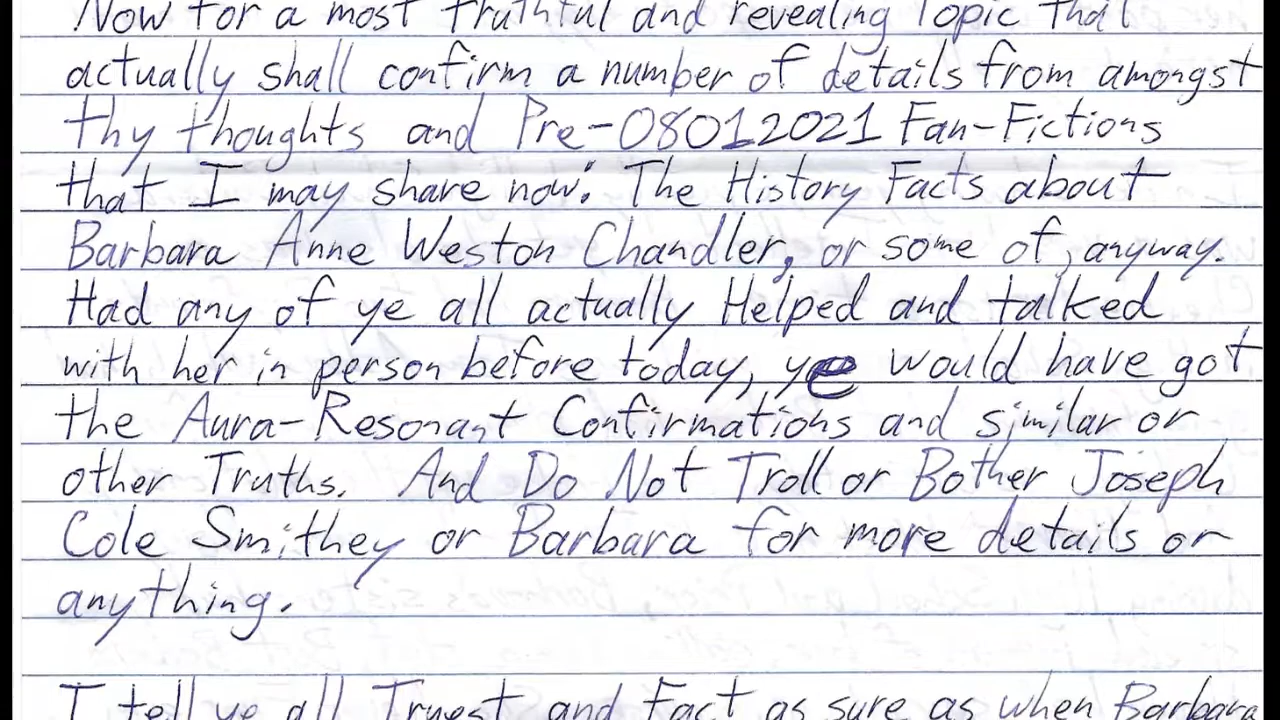 Now for a most truthful and revealing Topic that
actually shall confirm a number of details from amongst
thy thoughts and Pre-08012021 Fan-Fictions
that I may share now: The History Facts about
Barbara Anne Weston Chandler, or some of, anyway.
Had any of ye all actually Helped and talked
with her in person before today, ye would have got
the Aura-Resonant Confirmations and similar or
other Truths. And Do Not Troll or Bother Joseph
Cole Smithey or Barbara for more details or
anything.
I tell ye all Truest and Fact as sure as when Barbara